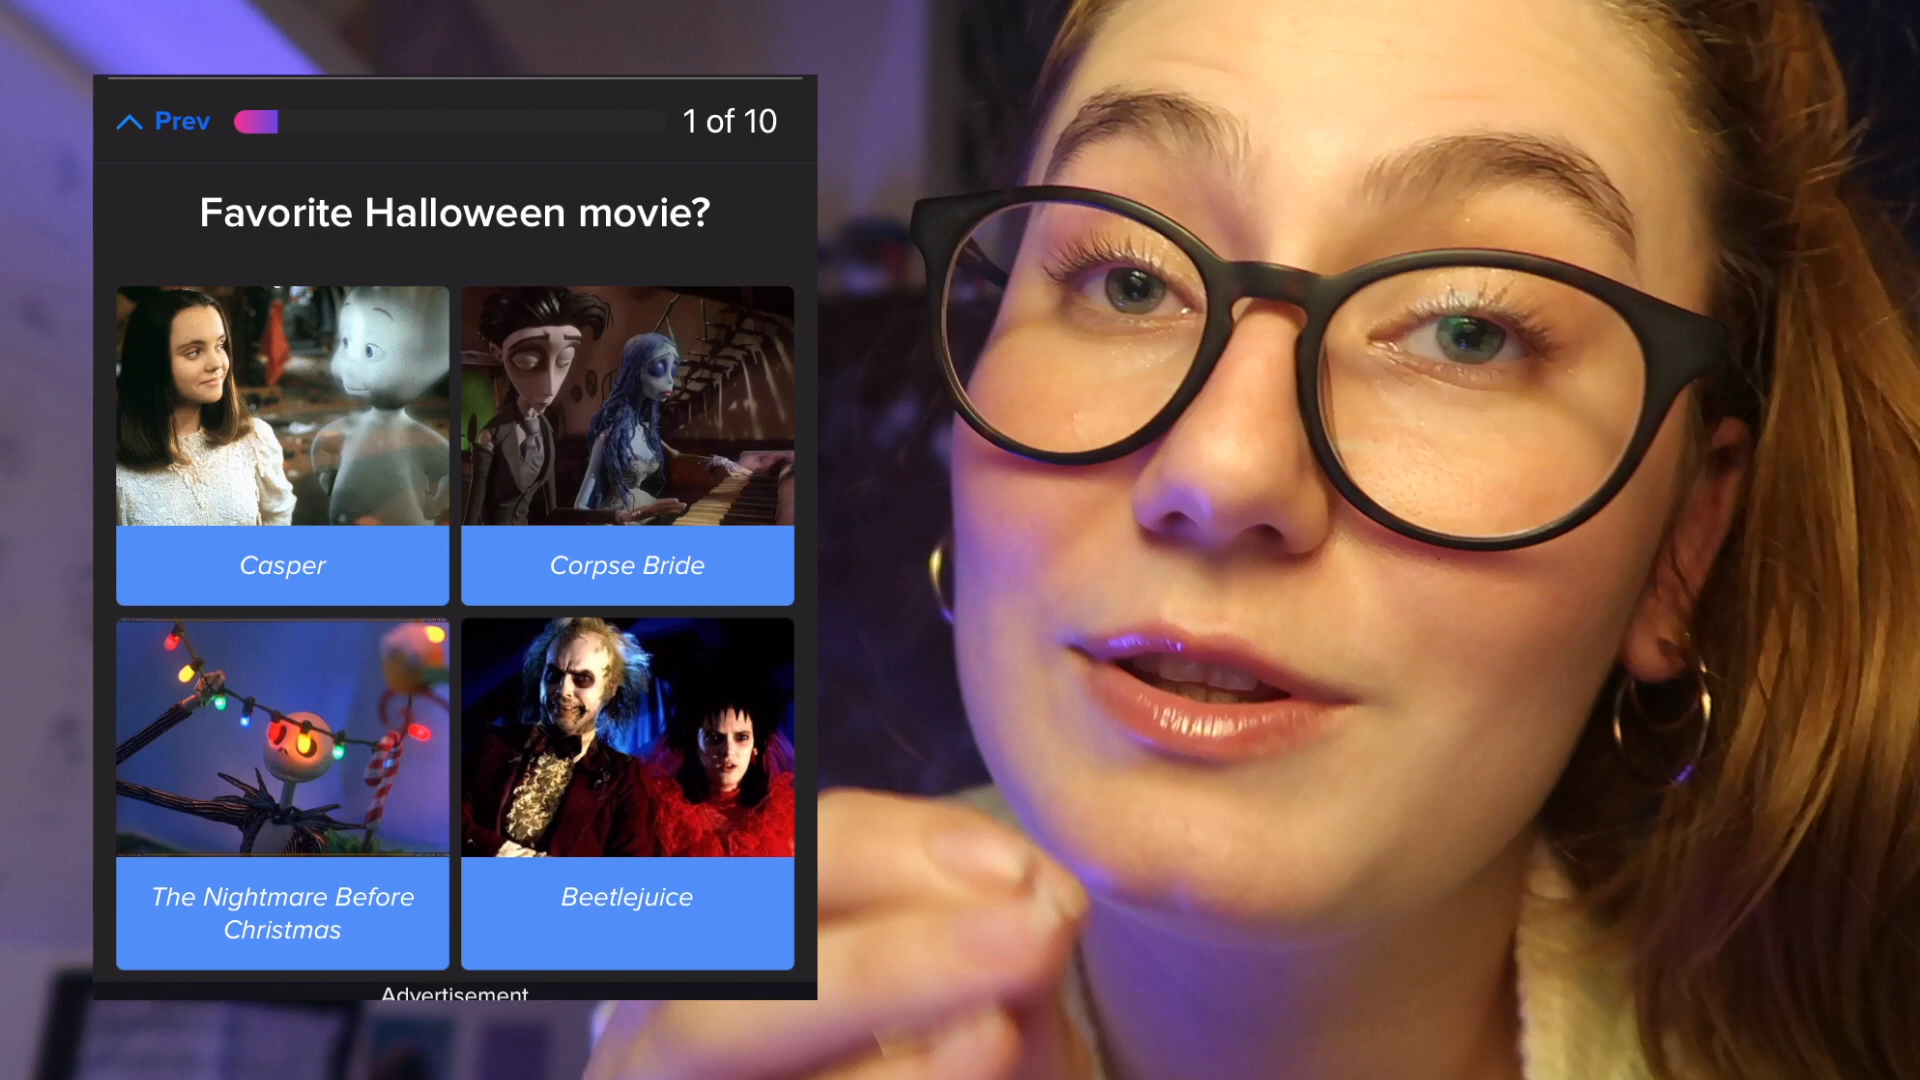 Prev
1 of 10
Favorite Halloween movie?
Casper
Corpse Bride
The Nightmare Before
Christmas
Beetlejuice
Advertisement